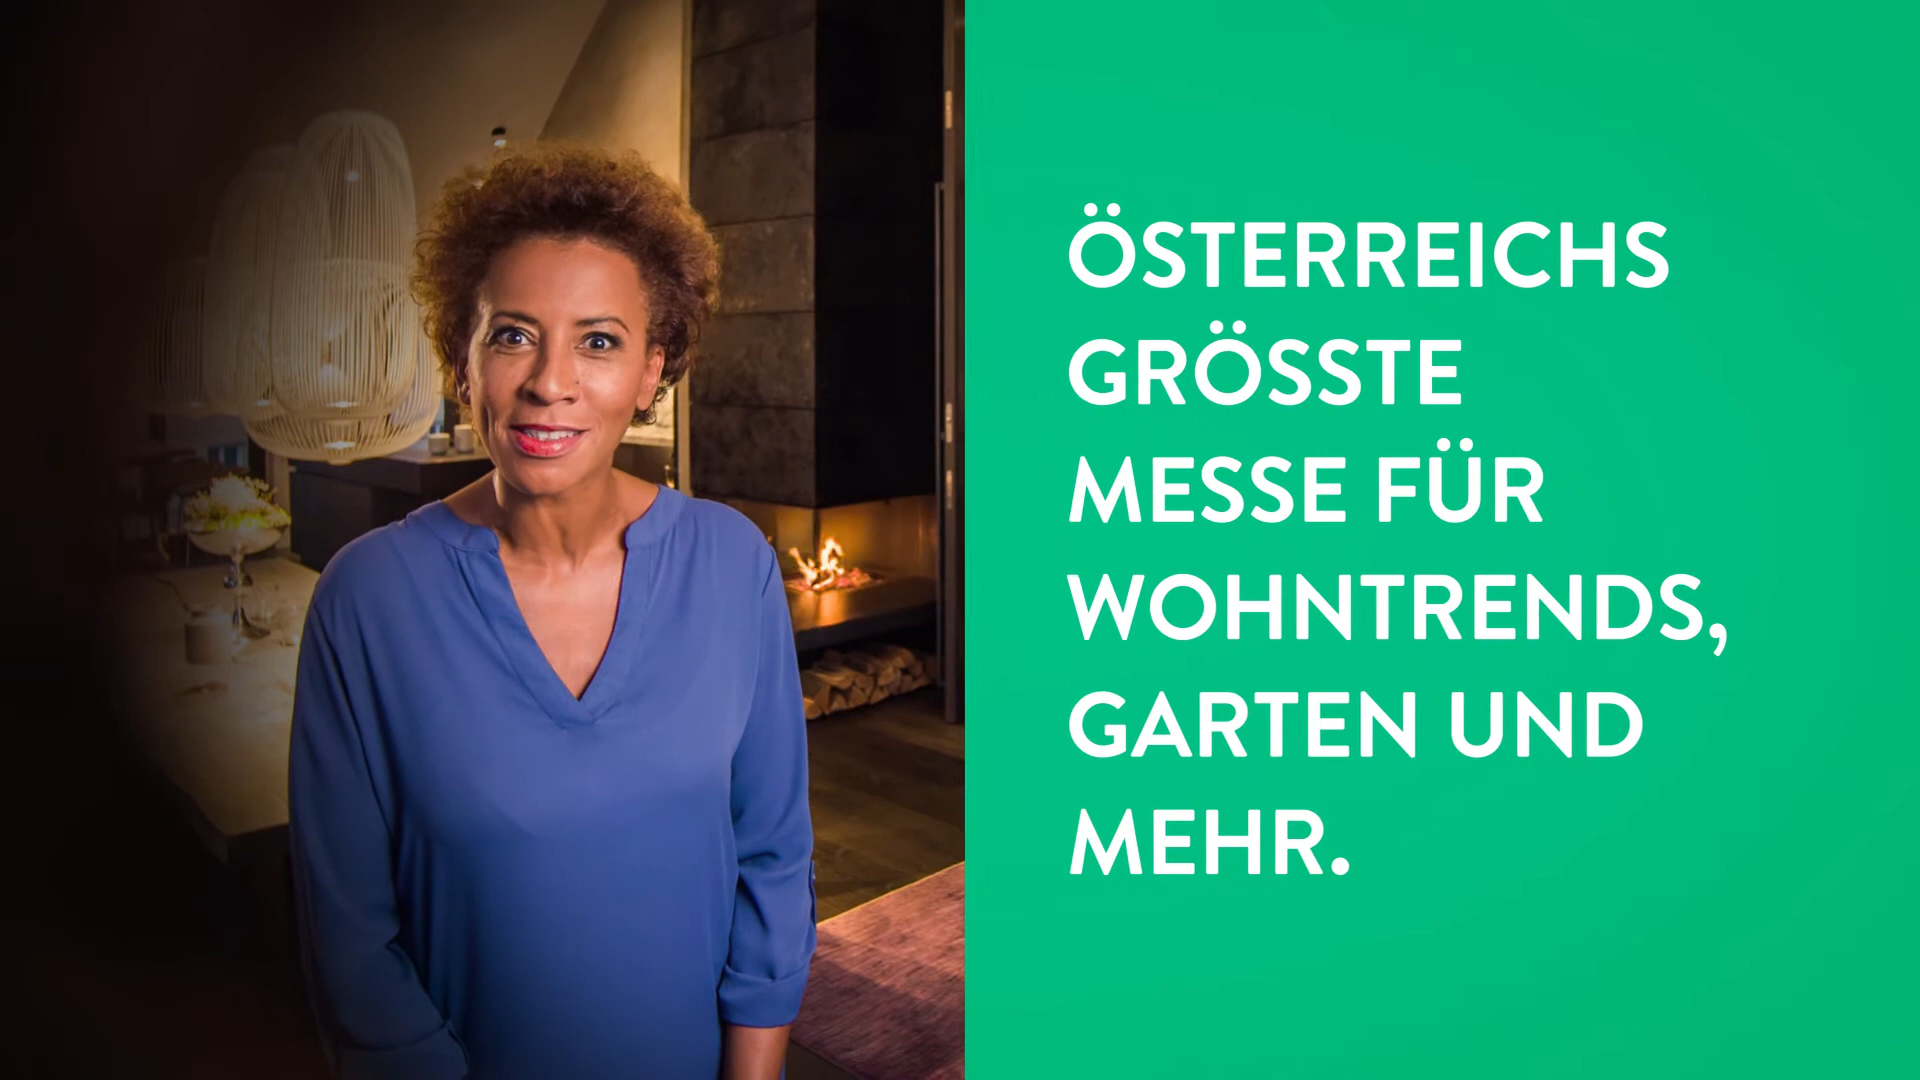 ÖSTERREICHS
GRÖSSTE
MESSE FÜR
WOHNTRENDS,
GARTEN UND
MEHR.